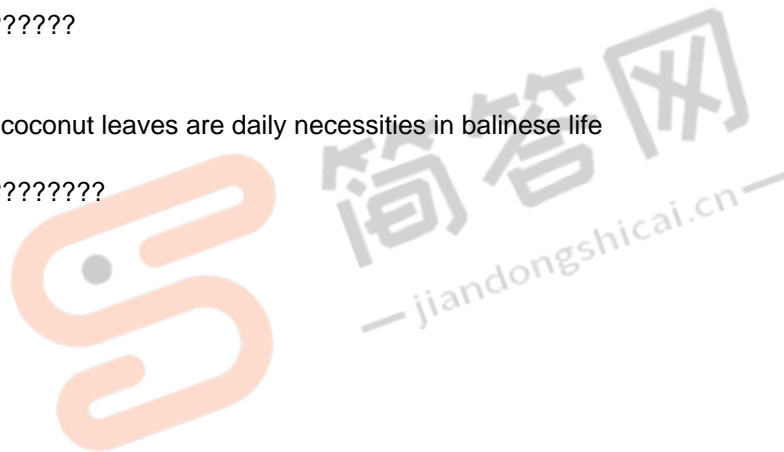 ??????
coconut leaves are daily necessities in balinese life
????????
简答网
jiandongshicai.cn